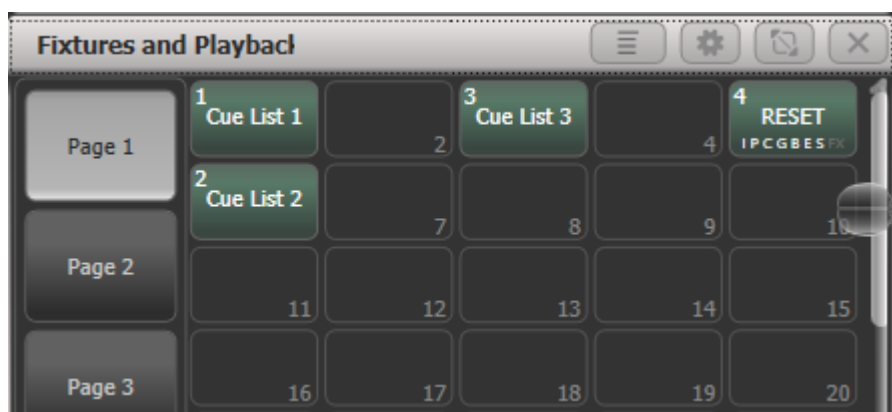 Fixtures and Playback
Page 1
1
Cue List 1
2
3
Cue List 3
4
4
RESET
IPCGBESFX
2
Cue List 2
7
8
9
10
Page 2
11
12
13
14
15
Page 3
16
17
18
19
20